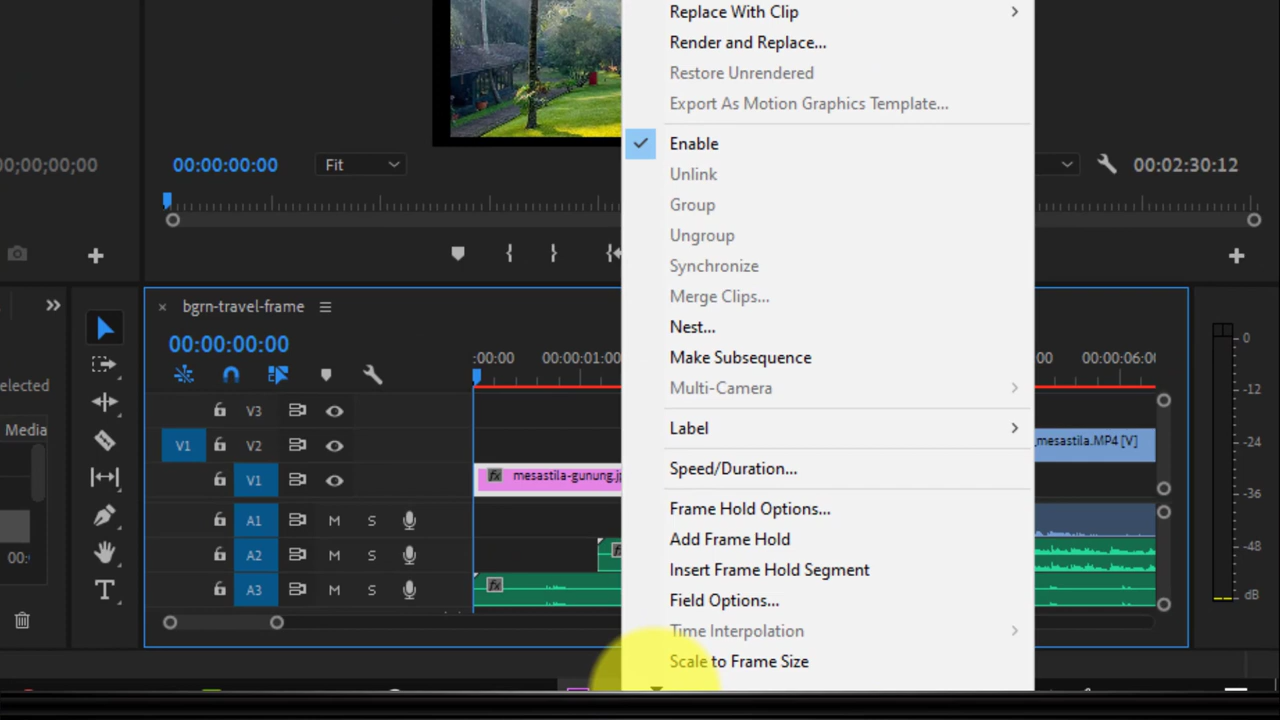 Replace With Clip
Render and Replace...
Restore Unrendered
Export As Motion Graphics Template...
Enable
Unlink
Group
Ungroup
Synchronize
Merge Clips...
Nest...
Make Subsequence
Multi-Camera
Label
Speed/Duration...
Frame Hold Options...
Add Frame Hold
Insert Frame Hold Segment
Field Options...
Time Interpolation
Scale to Frame Size
00;00;00;00
00:00:00:00
Fit
00:02:30:12
bgrn-travel-frame
00:00:00:00
:00:00
00:00:01:00
00
00:00:06:00
elected
Media
00:
V3
V1
V2
V1
A1 M S
A2 M S
A3 M S
fx mesastila-gunung.j
mesastila.MP4 [V]
fx
fx
0
-12
-24
-36
-48
dB